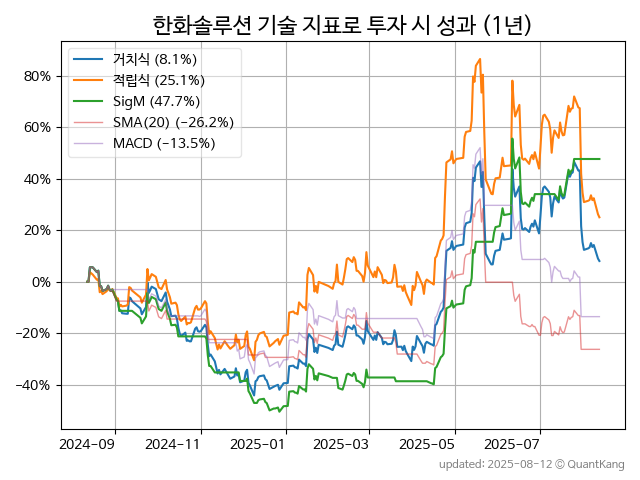 한화솔루션 기술 지표로 투자 시 성과 (1년)
거치식 (8.1%)
적립식 (25.1%)
SigM (47.7%)
SMA(20) (−26.2%)
MACD (−13.5%)
80%
60%
40%
20%
0%
−20%
−40%
2024−09
2024−11
2025−01
2025−03
2025−05
2025−07
updated: 2025-08-12 © QuantKang